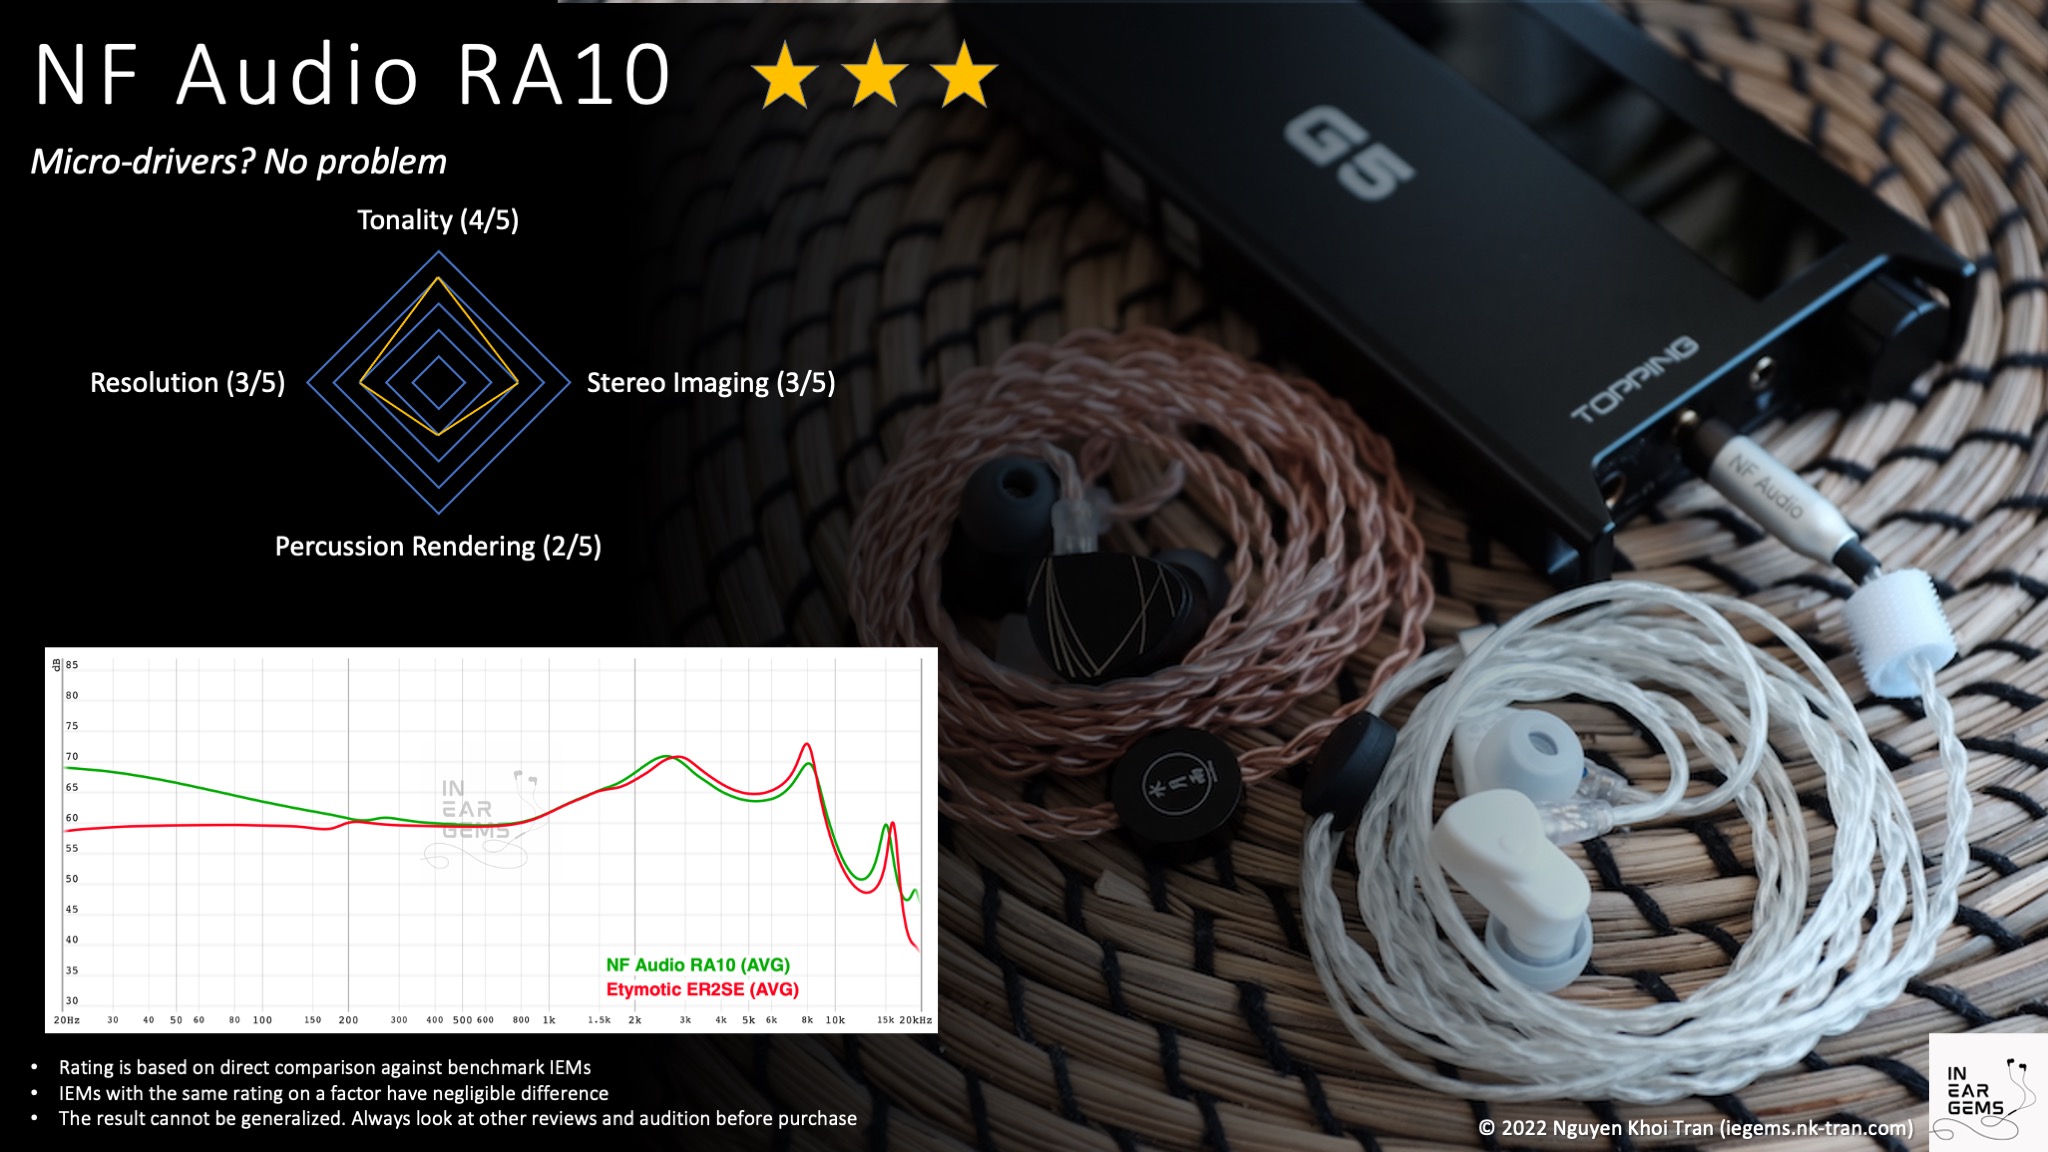 NF Audio RA10
Micro-drivers? No problem
Tonality (4/5)
Resolution (3/5)
Stereo Imaging (3/5)
Percussion Rendering (2/5)
G5
TOPPING
NF Audio
dB
85
80
75
70
65
60
55
50
45
40
35
30
IN
EAR
GEMS
NF Audio RA10 (AVG)
Etymotic ER2SE (AVG)
20Hz 30 40 50 60 80 100 150 200 300 400 500 600 800 1k 1.5k 2k 3k 4k 5k 6k 8k 10k 15k 20kHz
• Rating is based on direct comparison against benchmark IEMs
• IEMs with the same rating on a factor have negligible difference
• The result cannot be generalized. Always look at other reviews and audition before purchase
© 2022 Nguyen Khoi Tran (iegems.nk-tran.com)
IN
EAR
GEMS